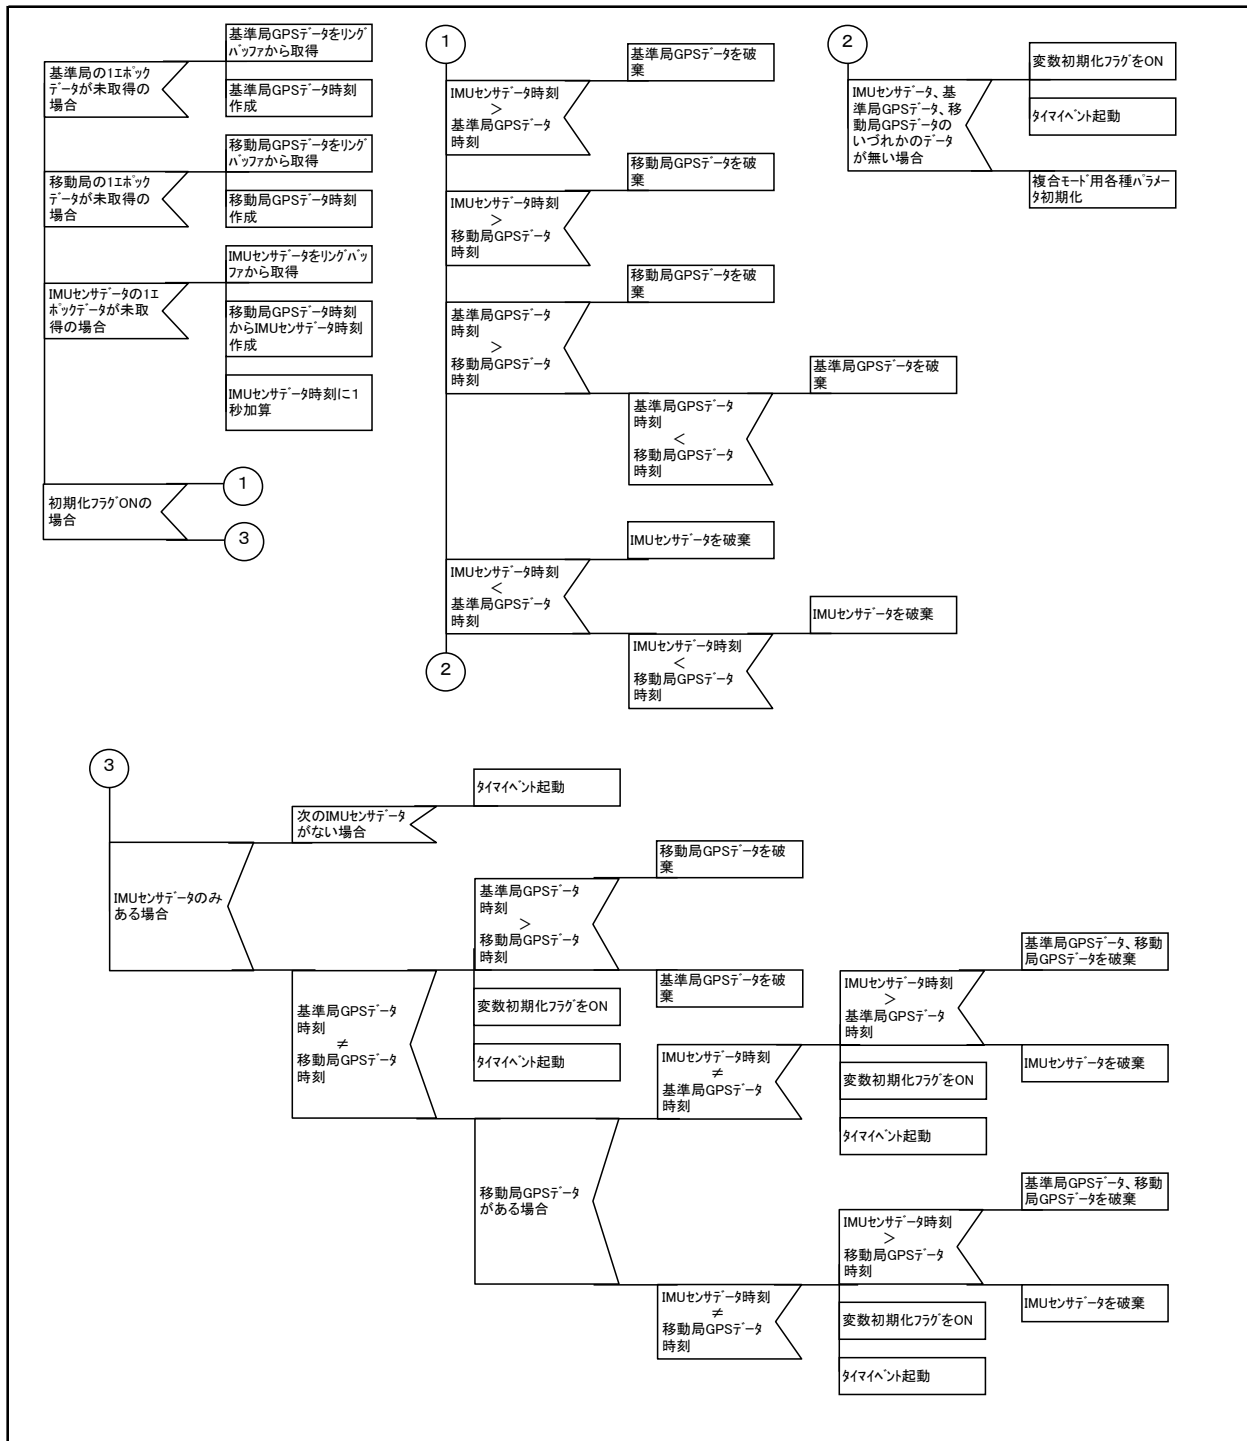 基準局GPSﾃﾞｰﾀをﾘﾝｸﾞ
ﾊﾞｯﾌｧから取得
基準局の1ｴﾎﾟｯｸ
ﾃﾞｰﾀが未取得の
場合
基準局GPSﾃﾞｰﾀ時刻
作成
移動局GPSﾃﾞｰﾀをﾘﾝｸﾞ
ﾊﾞｯﾌｧから取得
移動局の1ｴﾎﾟｯｸ
ﾃﾞｰﾀが未取得の
場合
移動局GPSﾃﾞｰﾀ時刻
作成
IMUｾﾝｻﾃﾞｰﾀをﾘﾝｸﾞﾊﾞｯ
ﾌｧから取得
IMUｾﾝｻﾃﾞｰﾀの1ｴ
ﾎﾟｯｸﾃﾞｰﾀが未取
得の場合
移動局GPSﾃﾞｰﾀ時刻
からIMUｾﾝｻﾃﾞｰﾀ時刻
作成
IMUｾﾝｻﾃﾞｰﾀ時刻に1
秒加算
初期化ﾌﾗｸﾞONの
場合
1
3
1
基準局GPSﾃﾞｰﾀを破
棄
IMUｾﾝｻﾃﾞｰﾀ時刻
＞
基準局GPSﾃﾞｰﾀ
時刻
移動局GPSﾃﾞｰﾀを破
棄
IMUｾﾝｻﾃﾞｰﾀ時刻
＞
移動局GPSﾃﾞｰﾀ
時刻
移動局GPSﾃﾞｰﾀを破
棄
基準局GPSﾃﾞｰﾀ
時刻
＞
移動局GPSﾃﾞｰﾀ
時刻
基準局GPSﾃﾞｰﾀを破
棄
基準局GPSﾃﾞｰﾀ
時刻
＜
移動局GPSﾃﾞｰﾀ
時刻
IMUｾﾝｻﾃﾞｰﾀを破棄
IMUｾﾝｻﾃﾞｰﾀ時刻
＜
基準局GPSﾃﾞｰﾀ
時刻
IMUｾﾝｻﾃﾞｰﾀを破棄
IMUｾﾝｻﾃﾞｰﾀ時刻
＜
移動局GPSﾃﾞｰﾀ
時刻
2
2
変数初期化ﾌﾗｸﾞをON
IMUｾﾝｻﾃﾞｰﾀ、基
準局GPSﾃﾞｰﾀ、移
動局GPSﾃﾞｰﾀの
いづれかのﾃﾞｰﾀ
が無い場合
ﾀｲﾏｲﾍﾞﾝﾄ起動
複合ﾓｰﾄﾞ用各種ﾊﾟﾗﾒｰ
ﾀ初期化
3
ﾀｲﾏｲﾍﾞﾝﾄ起動
次のIMUｾﾝｻﾃﾞｰﾀ
がない場合
IMUｾﾝｻﾃﾞｰﾀのみ
ある場合
移動局GPSﾃﾞｰﾀを破
棄
基準局GPSﾃﾞｰﾀ
時刻
＞
移動局GPSﾃﾞｰﾀ
時刻
基準局GPSﾃﾞｰﾀを破
棄
基準局GPSﾃﾞｰﾀ
時刻
≠
移動局GPSﾃﾞｰﾀ
時刻
変数初期化ﾌﾗｸﾞをON
ﾀｲﾏｲﾍﾞﾝﾄ起動
基準局GPSﾃﾞｰﾀ、移動
局GPSﾃﾞｰﾀを破棄
IMUｾﾝｻﾃﾞｰﾀ時刻
＞
基準局GPSﾃﾞｰﾀ
時刻
IMUｾﾝｻﾃﾞｰﾀを破棄
IMUｾﾝｻﾃﾞｰﾀ時刻
≠
基準局GPSﾃﾞｰﾀ
時刻
変数初期化ﾌﾗｸﾞをON
ﾀｲﾏｲﾍﾞﾝﾄ起動
移動局GPSﾃﾞｰﾀ
がある場合
基準局GPSﾃﾞｰﾀ、移動
局GPSﾃﾞｰﾀを破棄
IMUｾﾝｻﾃﾞｰﾀ時刻
＞
移動局GPSﾃﾞｰﾀ
時刻
IMUｾﾝｻﾃﾞｰﾀを破棄
IMUｾﾝｻﾃﾞｰﾀ時刻
≠
移動局GPSﾃﾞｰﾀ
時刻
変数初期化ﾌﾗｸﾞをON
ﾀｲﾏｲﾍﾞﾝﾄ起動